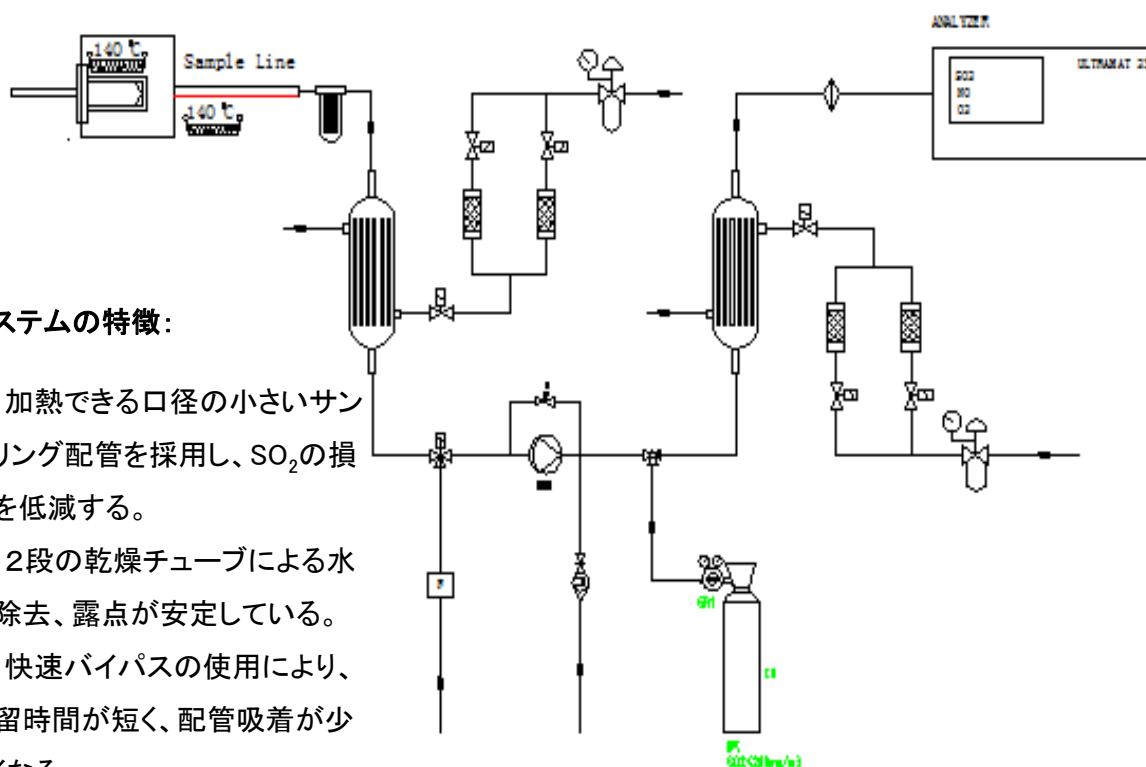 ANALYZER
140 ℃
Sample Line
ULTRAMAT 23
SO2
NO
O2
140 ℃
ステムの特徴：
加熱できる口径の小さいサン
リング配管を採用し、SO₂の損
を低減する。
２段の乾燥チューブによる水
除去、露点が安定している。
快速バイパスの使用により、
留時間が短く、配管吸着が少